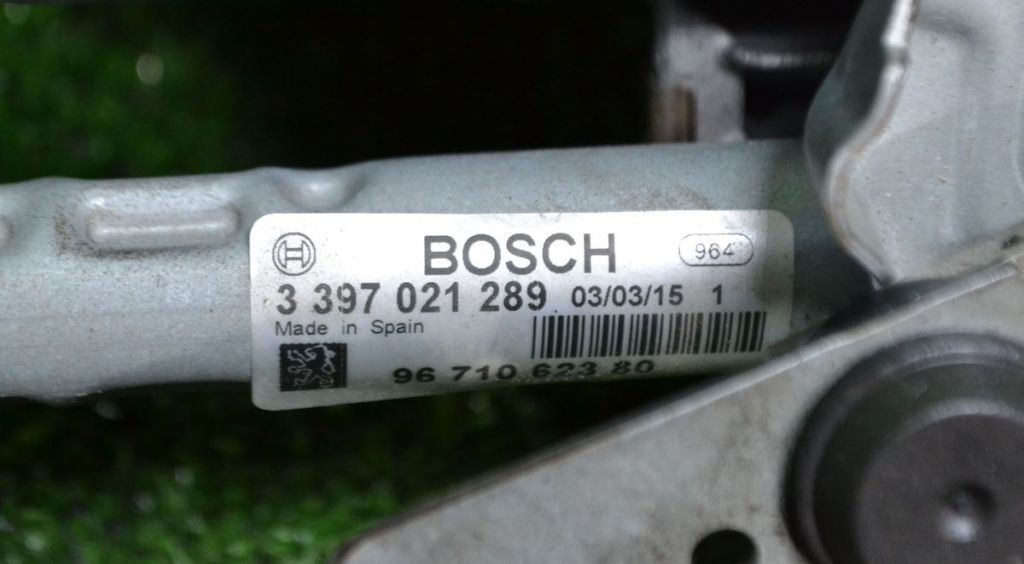 BOSCH 964
3 397 021 289 03/03/15 1
Made in Spain
96 710 623 80